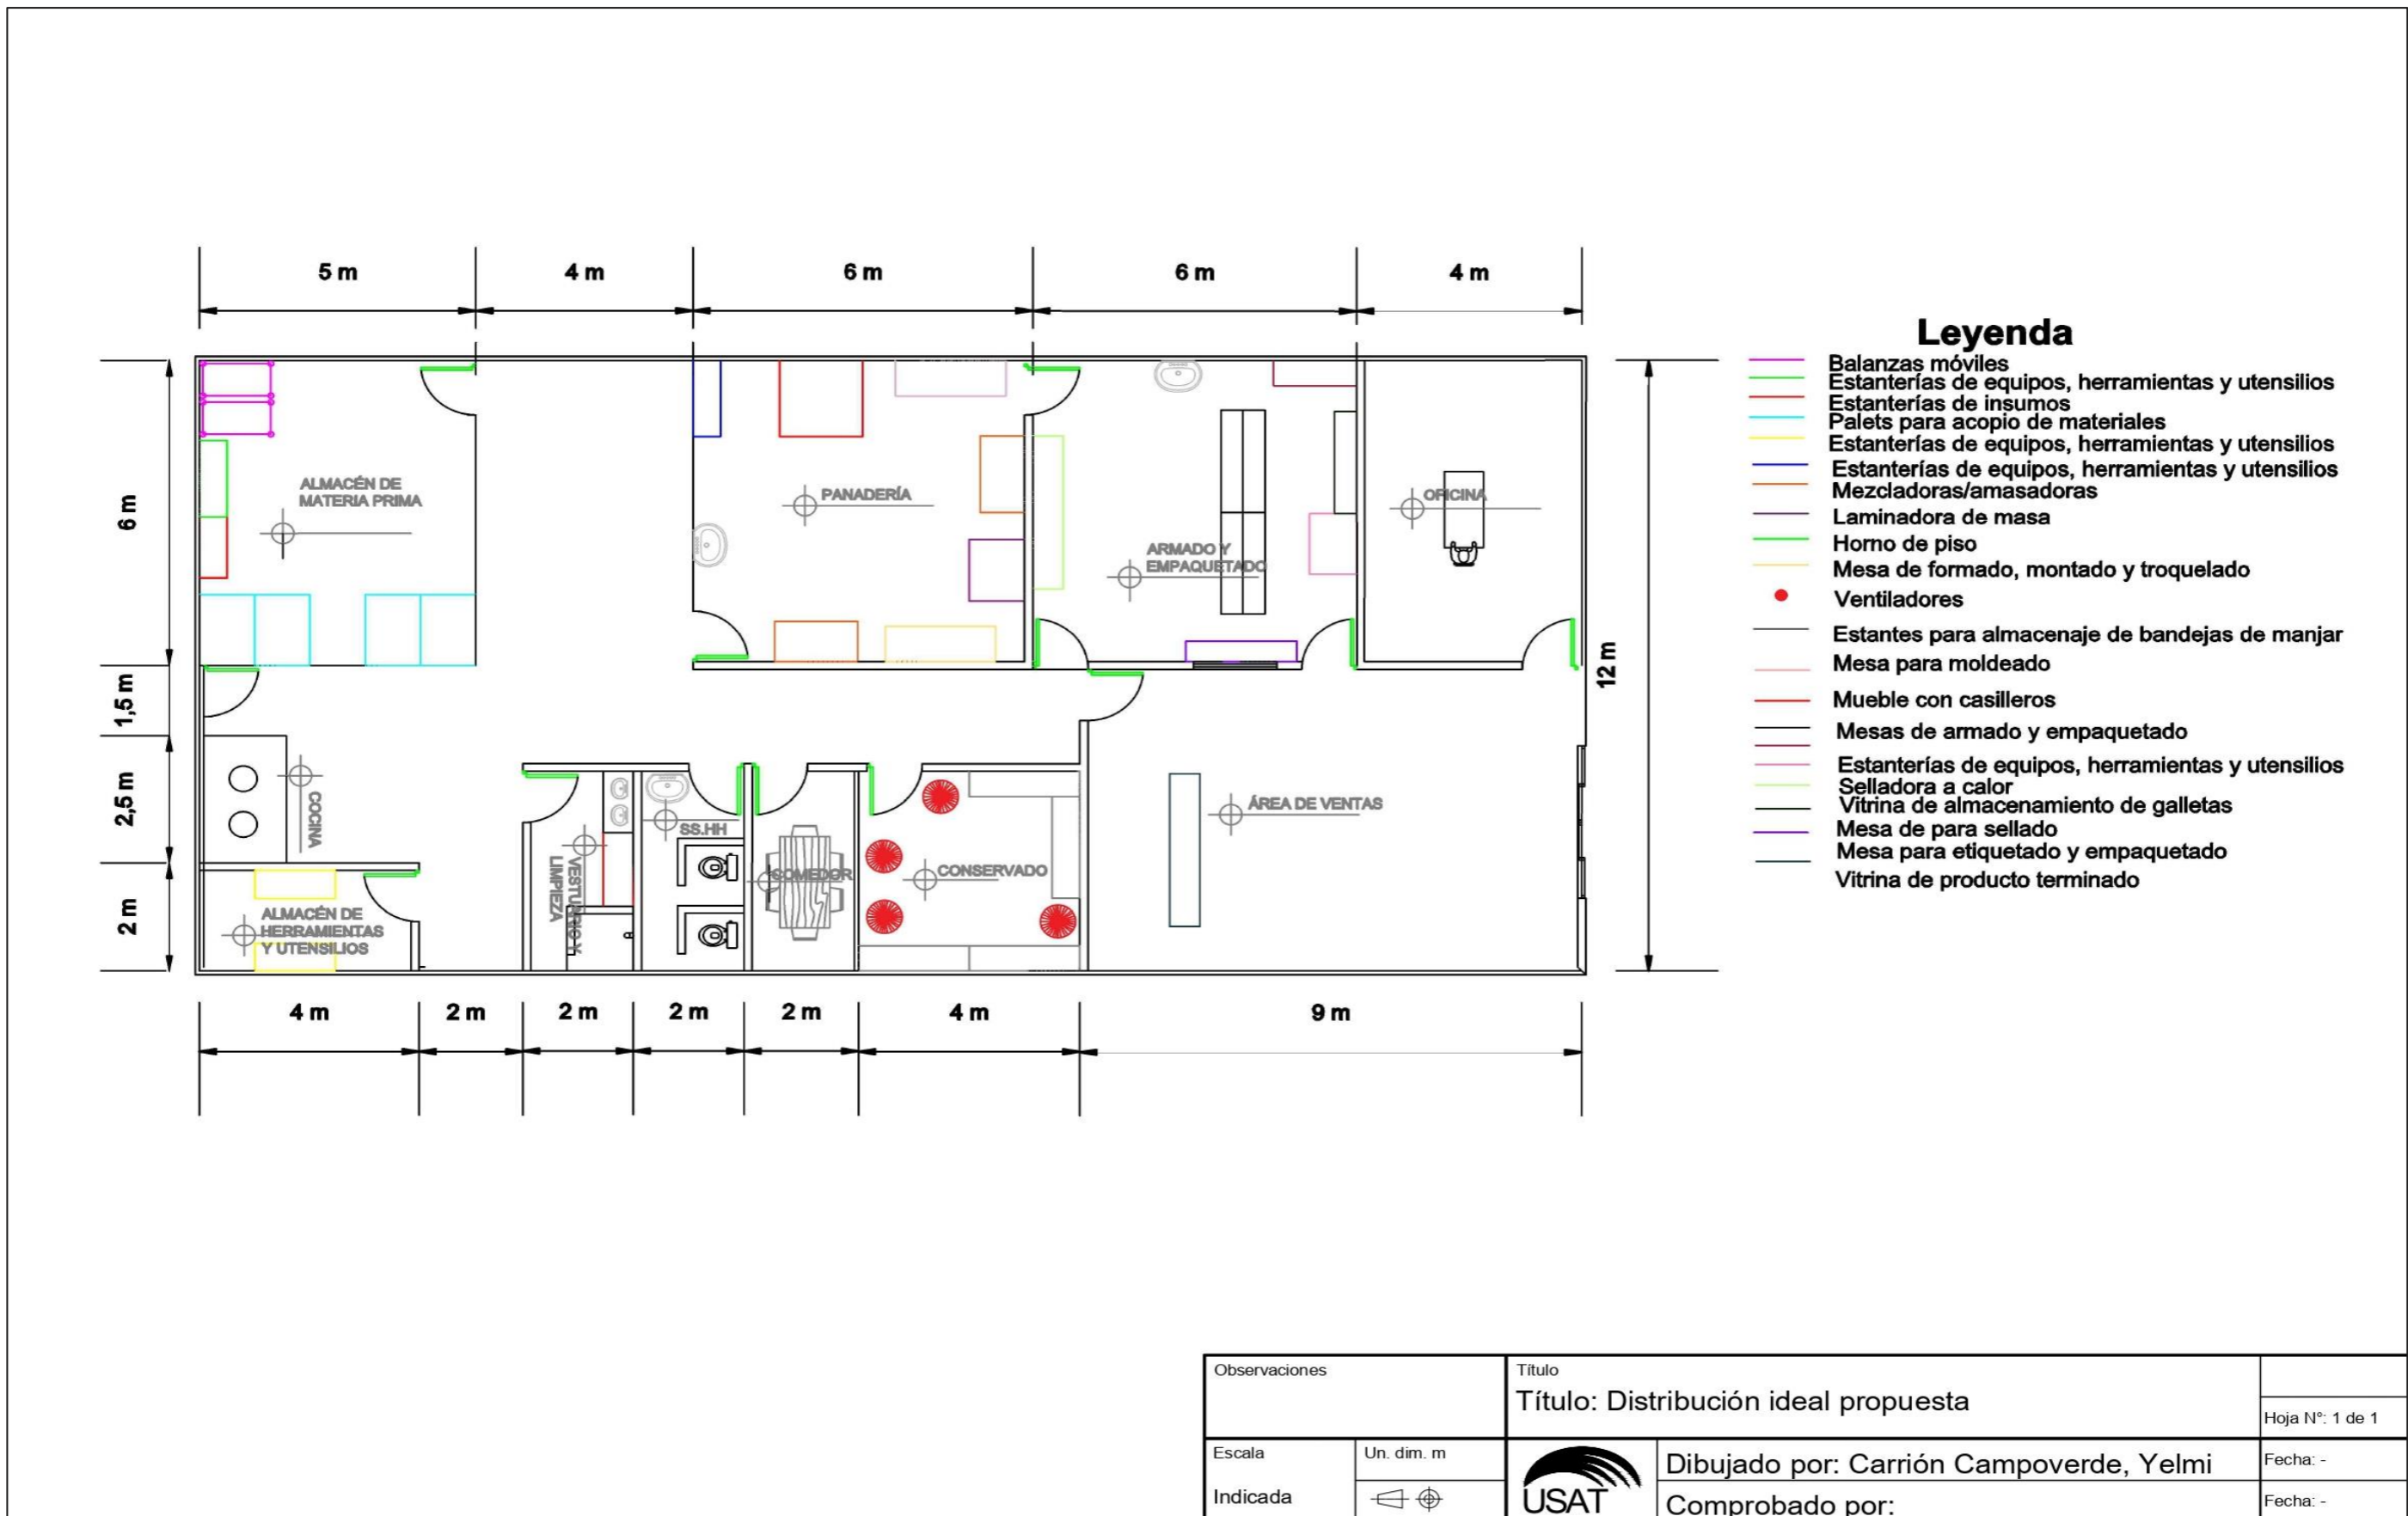 5 m
4 m
6 m
6 m
4 m
Leyenda
Balanzas móviles
Estanterías de equipos, herramientas y utensilios
Estanterías de insumos
Palets para acopio de materiales
Estanterías de equipos, herramientas y utensilios
Estanterías de equipos, herramientas y utensilios
Mezcladoras/amasadoras
Laminadora de masa
Horno de piso
Mesa de formado, montado y troquelado
Ventiladores
Estantes para almacenaje de bandejas de manjar
Mesa para moldeado
Mueble con casilleros
Mesas de armado y empaquetado
Estanterías de equipos, herramientas y utensilios
Selladora a calor
Vitrina de almacenamiento de galletas
Mesa de para sellado
Mesa para etiquetado y empaquetado
Vitrina de producto terminado
6 m
1,5 m
2,5 m
2 m
12 m
ALMACÉN DE
MATERIA PRIMA
PANADERÍA
ARMADO Y
EMPAQUETADO
OFICINA
COCINA
ALMACÉN DE
HERRAMIENTAS
Y UTENSILIOS
VESTUARIO Y
LIMPIEZA
SS.HH
COMEDOR
CONSERVADO
ÁREA DE VENTAS
4 m
2 m
2 m
2 m
2 m
4 m
9 m
Observaciones
Título
Título: Distribución ideal propuesta
Hoja N°: 1 de 1
Escala
Indicada
Un. dim. m
USAT
Dibujado por: Carrión Campoverde, Yelmi
Fecha: -
Comprobado por:
Fecha: -